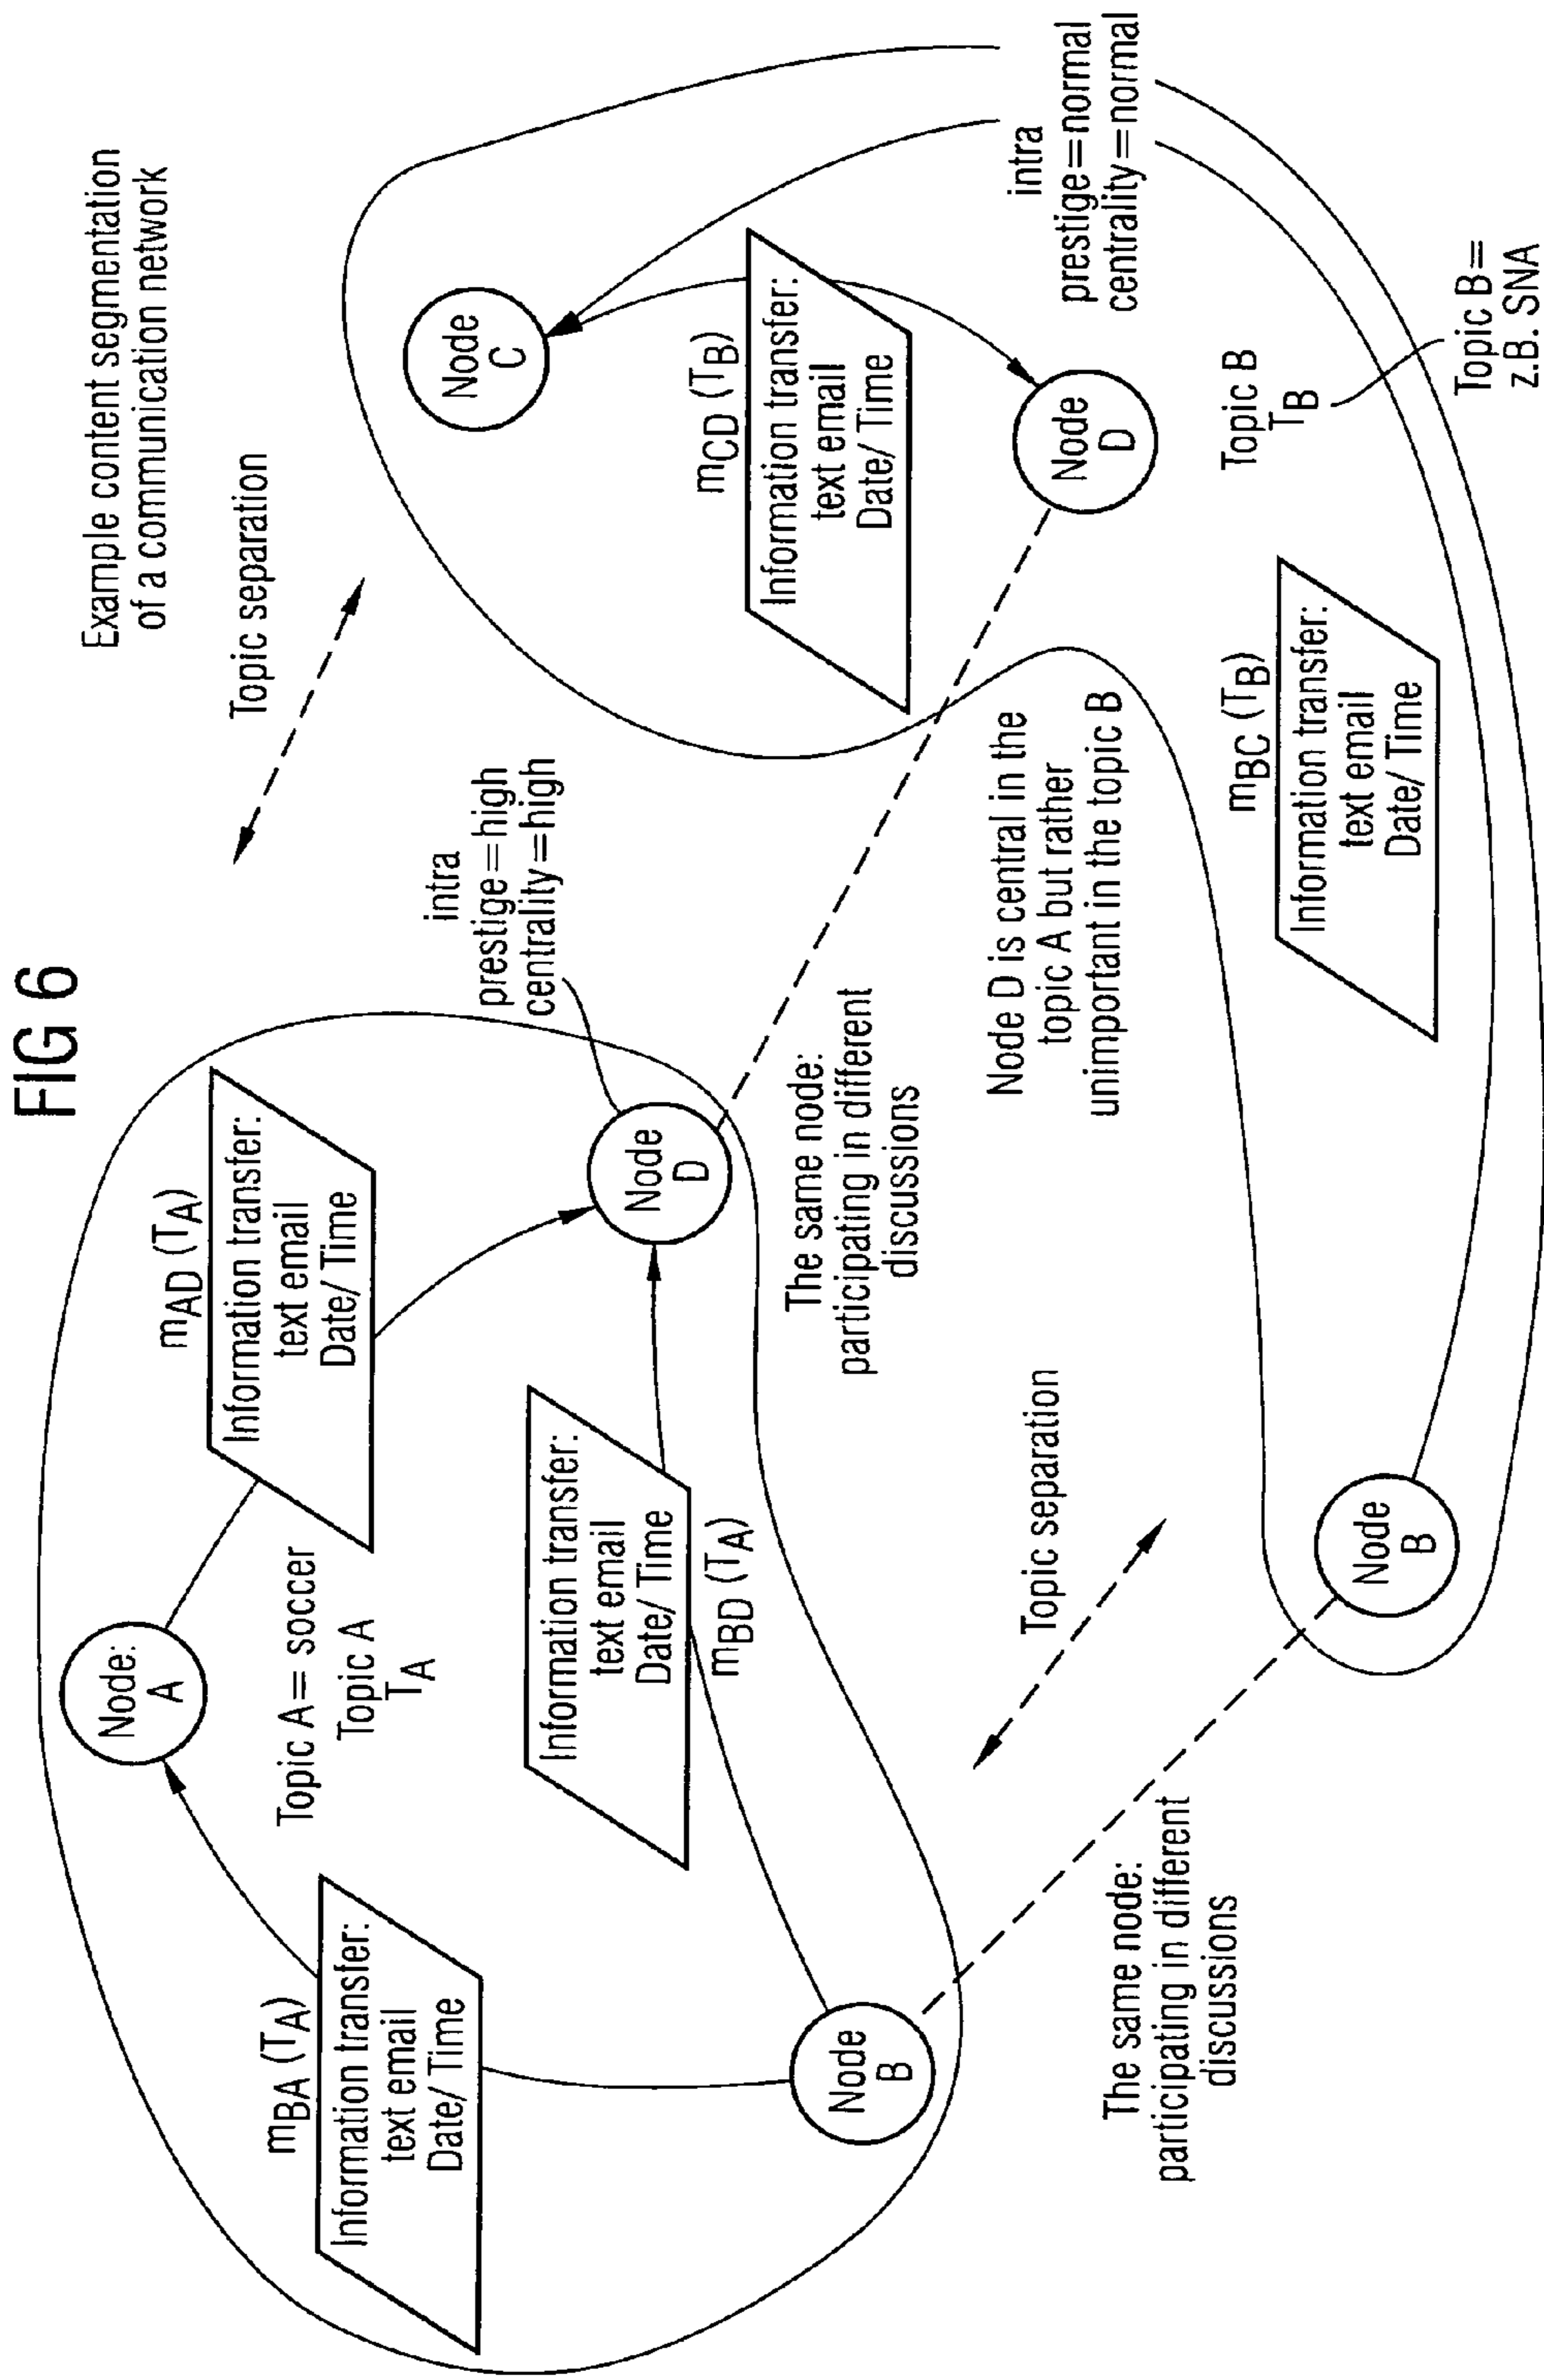 FIG 6
Example content segmentation
of a communication network
Topic separation
mBA (TA)
Information transfer:
text email
Date/ Time
Node:
A
Topic A= soccer
Topic A
TA
mAD (TA)
Information transfer:
text email
Date/ Time
Information transfer:
text email
Date/ Time
mBD (TA)
Node
B
Node
D
intra
prestige=high
centrality=high
The same node:
participating in different
discussions
Node
C
mCD (TB)
Information transfer:
text email
Date/ Time
Node
D
intra
prestige=normal
centrality=normal
Node D is central in the
topic A but rather
unimportant in the topic B
Topic separation
The same node:
participating in different
discussions
Topic B
TB
Topic B=
z.B. SNA
mBC (TB)
Information transfer:
text email
Date/ Time
Node
B